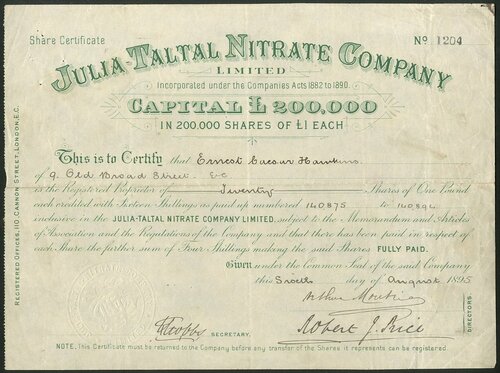 Share Certificate
No 1204
JULIA-TALTAL NITRATE COMPANY
LIMITED
Incorporated under the Companies Acts 1882 to 1890.
CAPITAL £200,000
IN 200,000 SHARES OF £1 EACH
This is to Certify that Ernest Caesar Hawkins
of 9. Old Broad Street. E.C
is the Registered Proprietor of Twenty Shares of One Pound
each credited with Sixteen Shillings as paid up numbered 140875 to 140894
inclusive in the JULIA-TALTAL NITRATE COMPANY LIMITED, subject to the Memorandum and Articles
of Association and the Regulations of the Company and that there has been paid in respect of
each Share the further sum of Four Shillings making the said Shares FULLY PAID.
Given under the Common Seal of the said Company
this Sixth day of August 1895
Arthur
Robert J. Rice
DIRECTORS.
SECRETARY.
NOTE, This Certificate must be returned to the Company before any transfer of the Shares it represents can be registered
REGISTERED OFFICES, 110 CANNON STREET, LONDON, E.C.